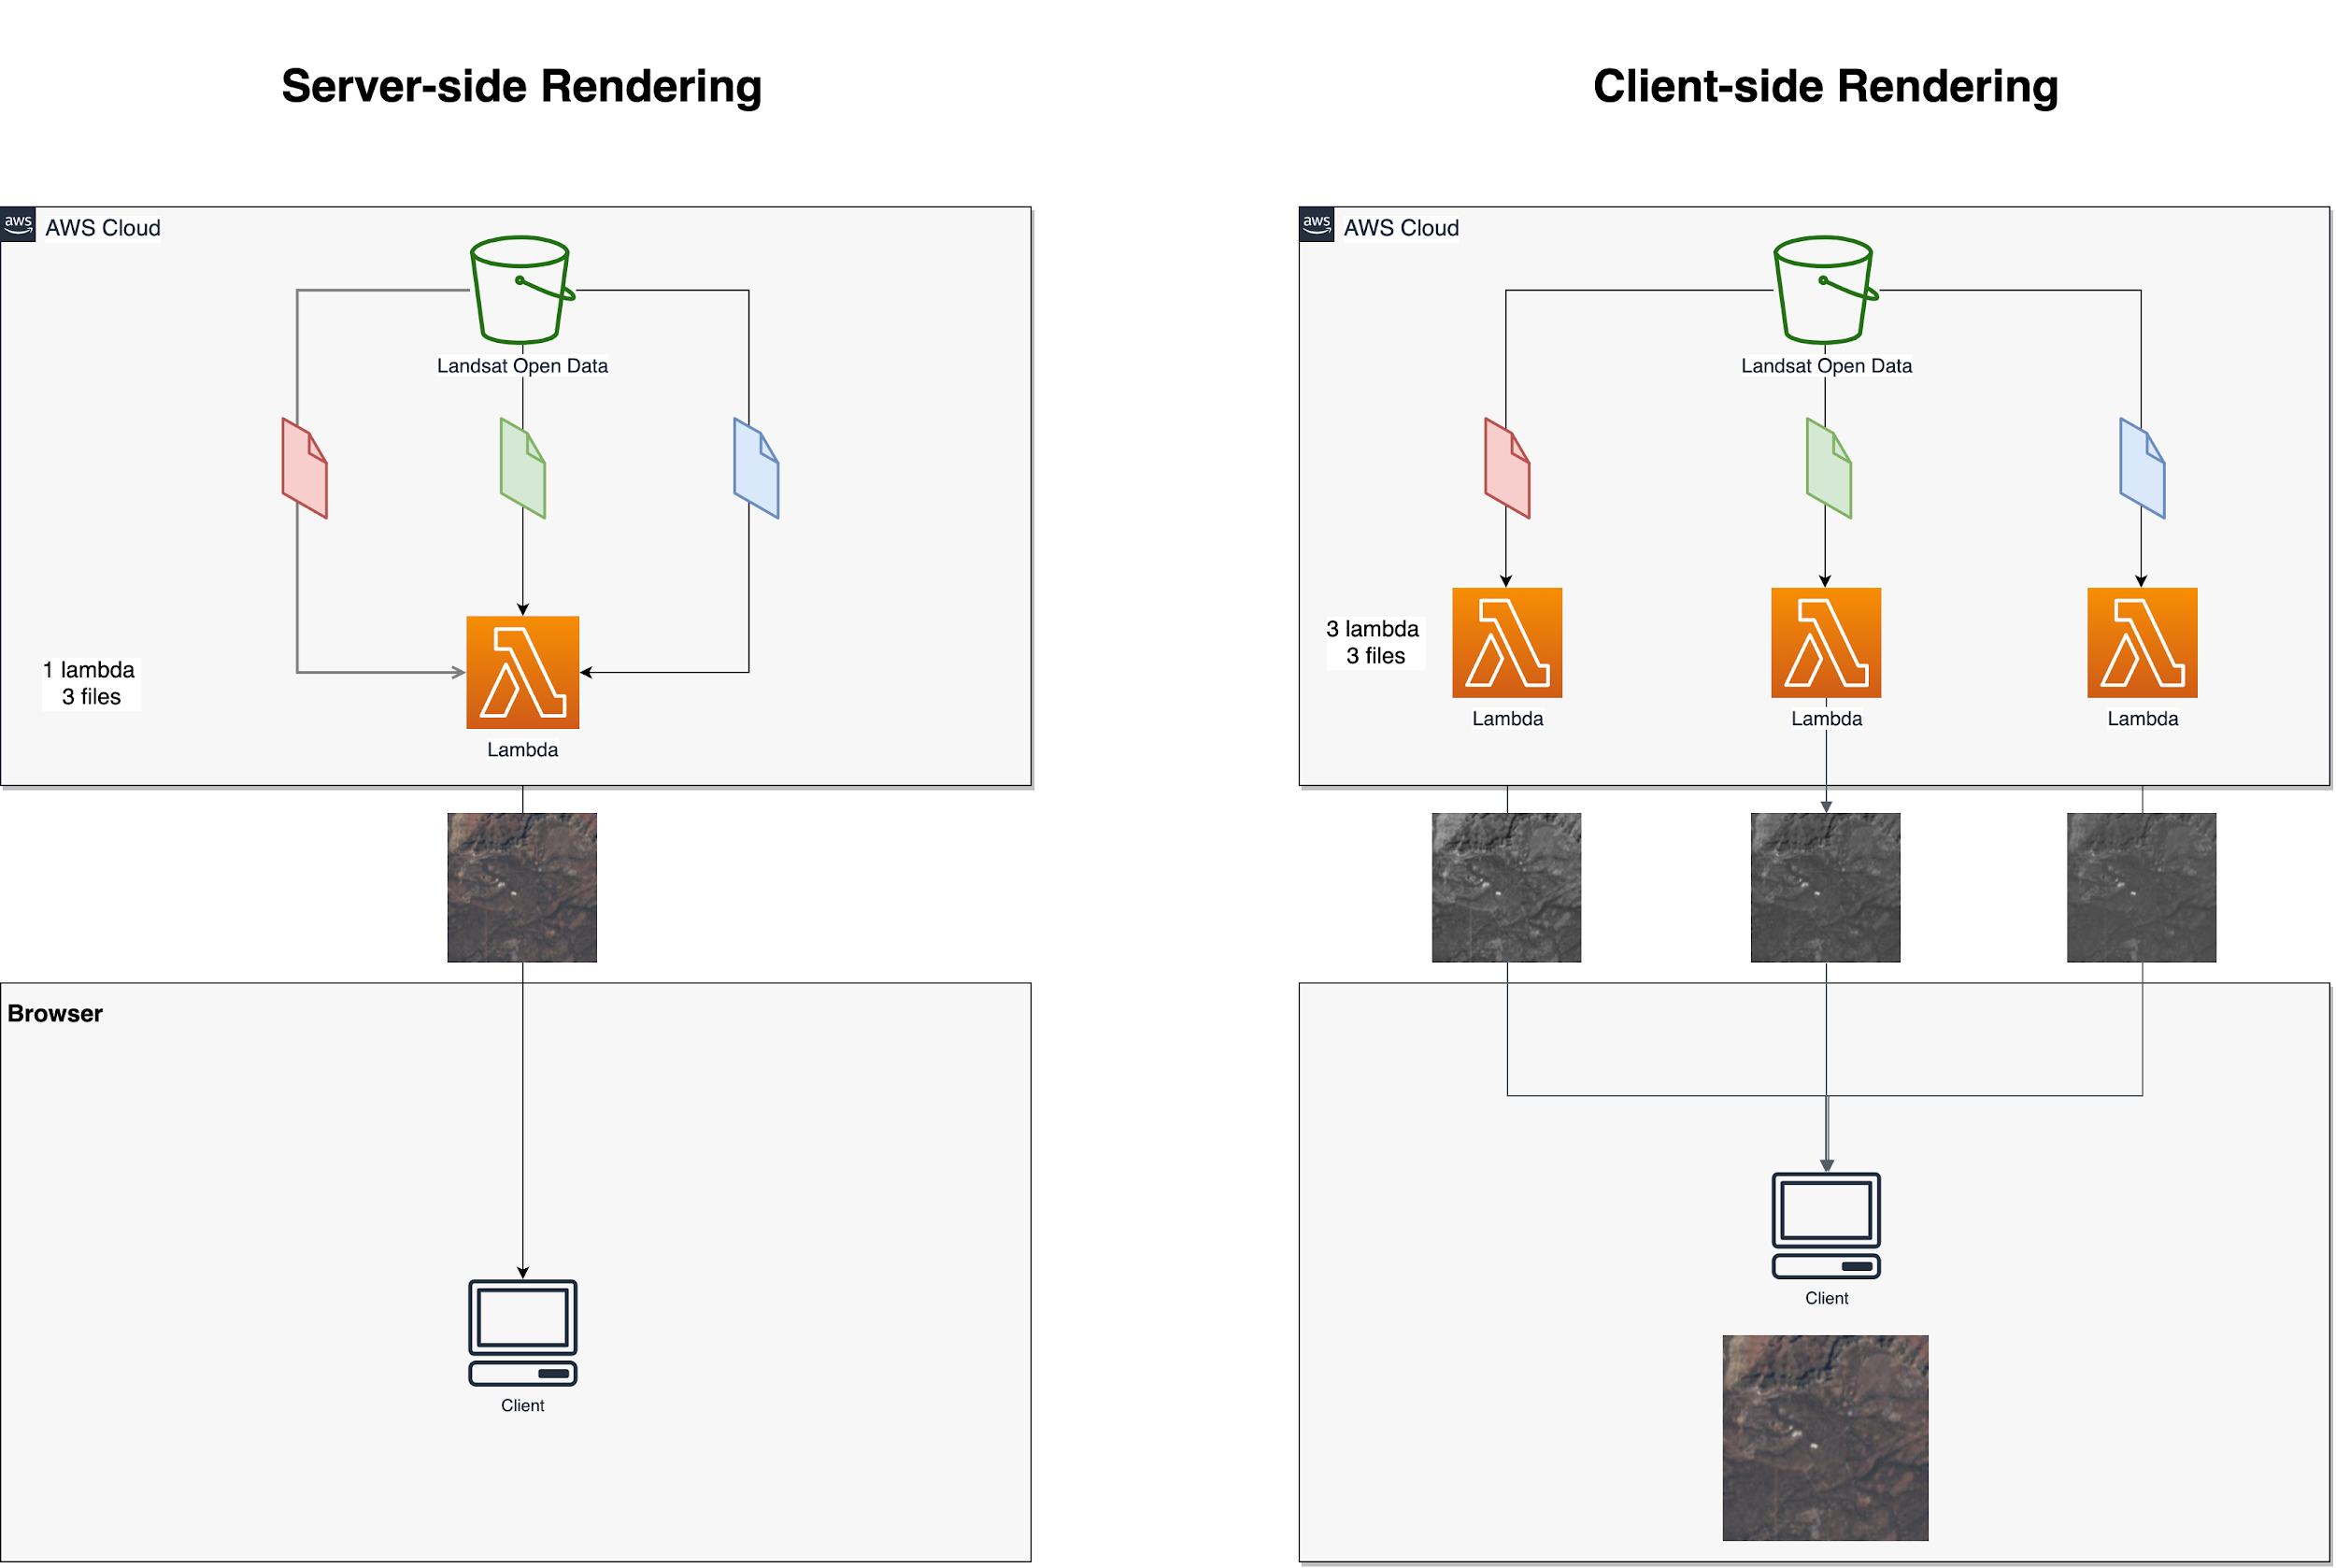 Server-side Rendering
aws
AWS Cloud
Landsat Open Data
1 lambda
3 files
Lambda
Browser
Client
Client-side Rendering
aws
AWS Cloud
Landsat Open Data
3 lambda
3 files
Lambda
Lambda
Lambda
Client